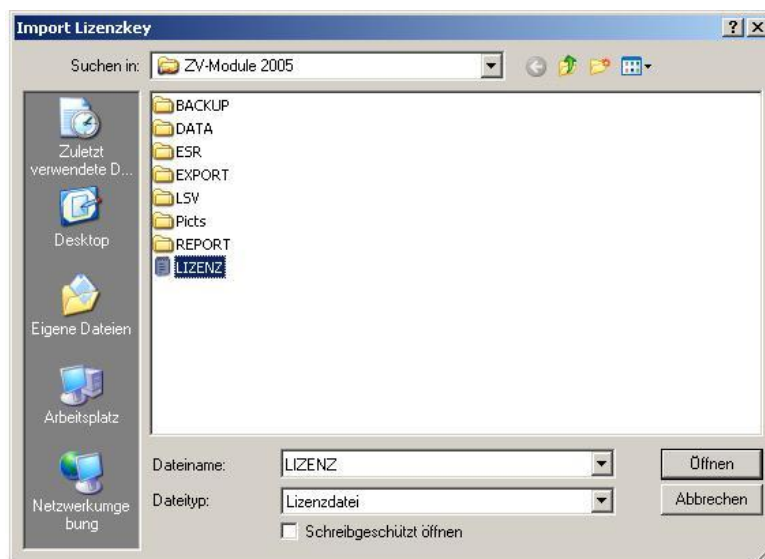 Import Lizenzkey
Suchen in:
ZV-Module 2005
Zuletzt
verwendete D...
Desktop
Eigene Dateien
Arbeitsplatz
Netzwerkumge
bung
BACKUP
DATA
ESR
EXPORT
LSV
Picts
REPORT
LIZENZ
Dateiname:
LIZENZ
Öffnen
Dateityp:
Lizenzdatei
Abbrechen
Schreibgeschützt öffnen